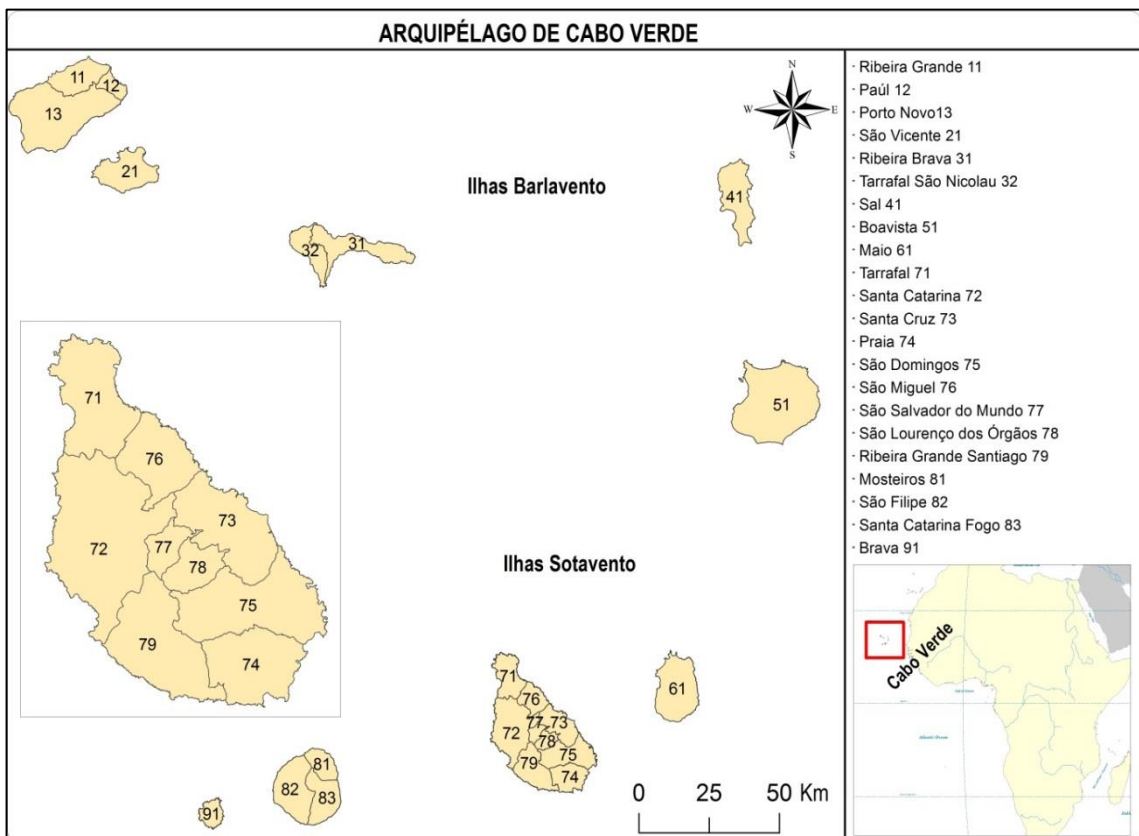 ARQUIPÉLAGO DE CABO VERDE
11
12
13
21
Ilhas Barlavento
N
W
E
S
41
32
31
51
71
76
73
72
77
78
75
79
74
Ilhas Sotavento
71
76
77
73
72
78
79
75
74
61
81
82
83
91
0 25 50 Km
· Ribeira Grande 11
· Paúl 12
· Porto Novo13
· São Vicente 21
· Ribeira Brava 31
· Tarrafal São Nicolau 32
· Sal 41
· Boavista 51
· Maio 61
· Tarrafal 71
· Santa Catarina 72
· Santa Cruz 73
· Praia 74
· São Domingos 75
· São Miguel 76
· São Salvador do Mundo 77
· São Lourenço dos Órgãos 78
· Ribeira Grande Santiago 79
· Mosteiros 81
· São Filipe 82
· Santa Catarina Fogo 83
· Brava 91
Cabo Verde